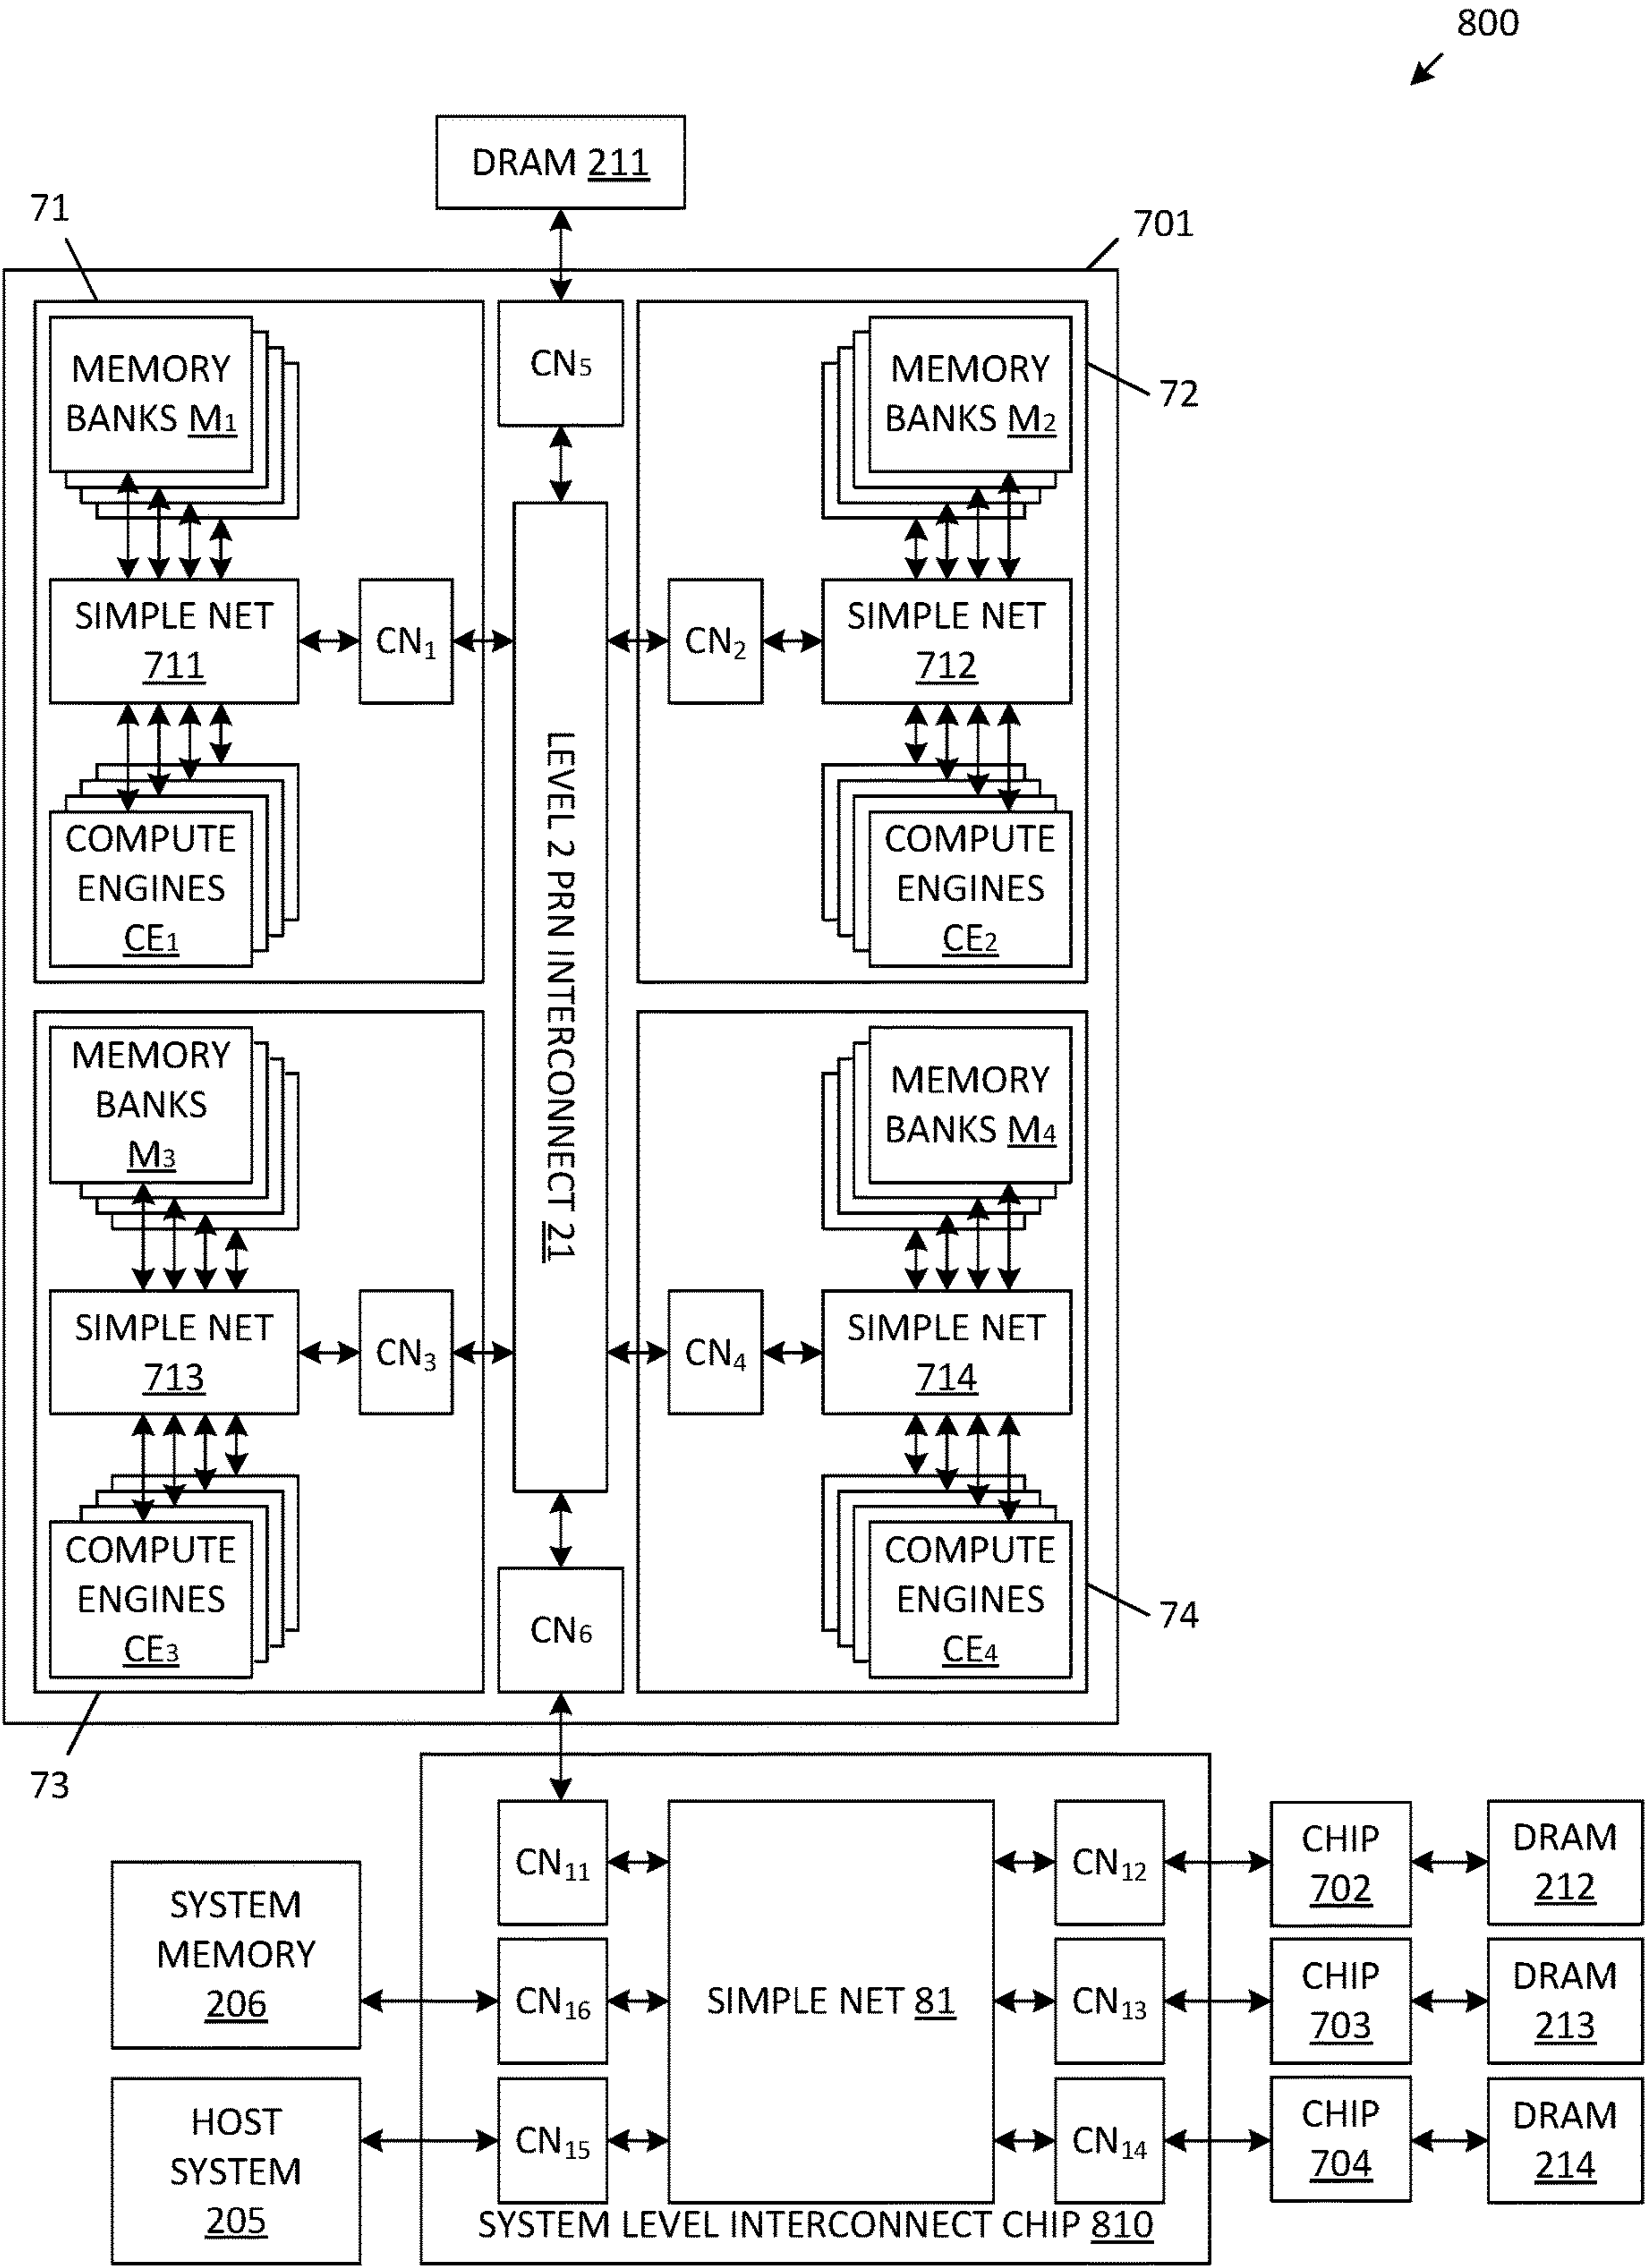 800
DRAM 211
71
701
MEMORY
BANKS M1
CN5
MEMORY
BANKS M2
72
SIMPLE NET
711
CN1
CN2
SIMPLE NET
712
LEVEL 2 PRN INTERCONNECT 21
COMPUTE
ENGINES
CE1
COMPUTE
ENGINES
CE2
MEMORY
BANKS
M3
MEMORY
BANKS M4
SIMPLE NET
713
CN3
CN4
SIMPLE NET
714
COMPUTE
ENGINES
CE3
CN6
COMPUTE
ENGINES
CE4
74
73
CN11
CN12
CHIP
702
DRAM
212
SYSTEM
MEMORY
206
CN16
SIMPLE NET 81
CN13
CHIP
703
DRAM
213
HOST
SYSTEM
205
CN15
CN14
CHIP
704
DRAM
214
SYSTEM LEVEL INTERCONNECT CHIP 810